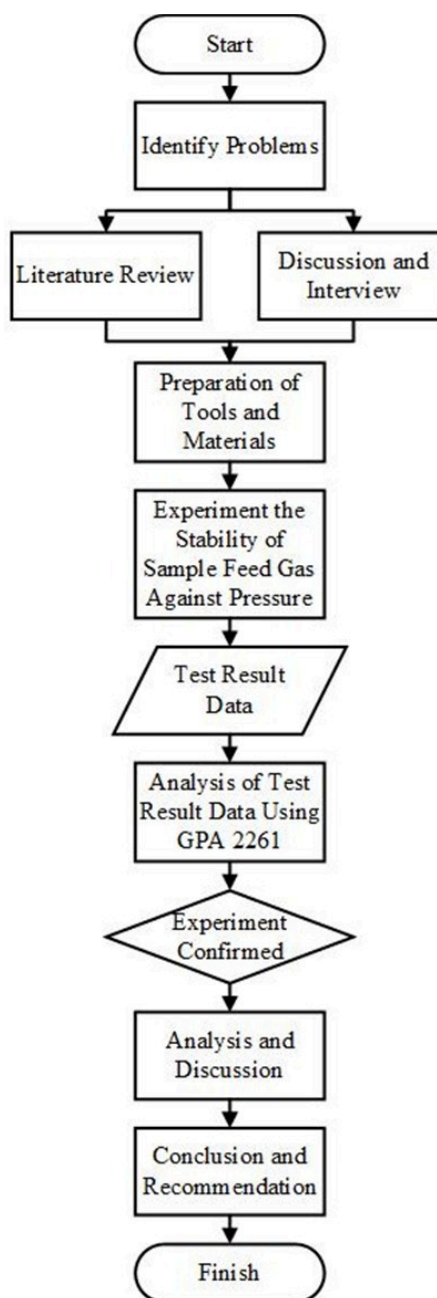 Start
Identify Problems
Literature Review
Discussion and
Interview
Preparation of
Tools and
Materials
Experiment the
Stability of
Sample Feed Gas
Against Pressure
Test Result
Data
Analysis of Test
Result Data Using
GPA 2261
Experiment
Confirmed
Analysis and
Discussion
Conclusion and
Recommendation
Finish